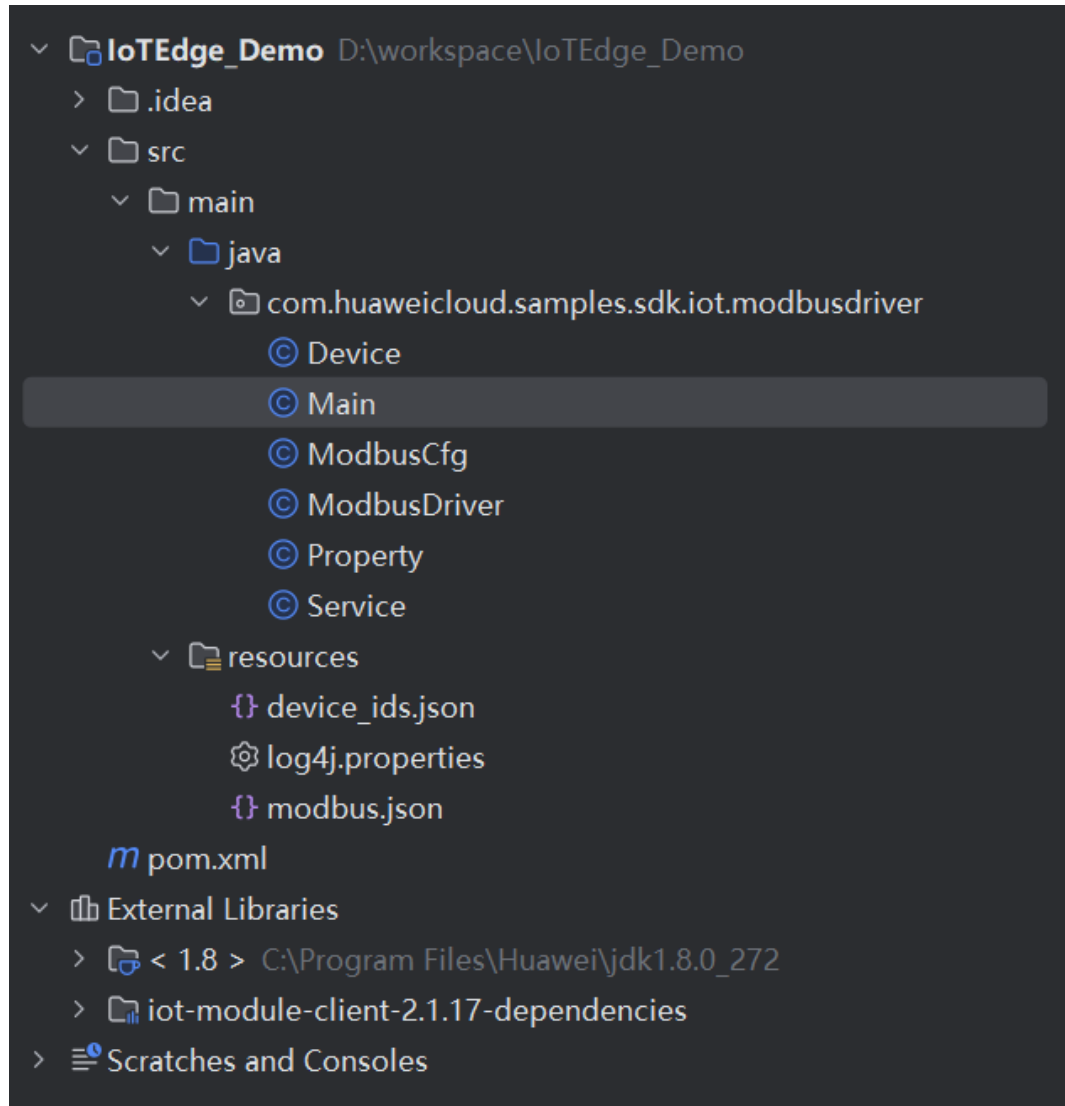 IoTEdge_Demo D:\workspace\IoTEdge_Demo
.idea
src
main
java
com.huaweicloud.samples.sdk.iot.modbusdriver
Device
Main
ModbusCfg
ModbusDriver
Property
Service
resources
device_ids.json
log4j.properties
modbus.json
pom.xml
External Libraries
< 1.8 > C:\Program Files\Huawei\jdk1.8.0_272
iot-module-client-2.1.17-dependencies
Scratches and Consoles